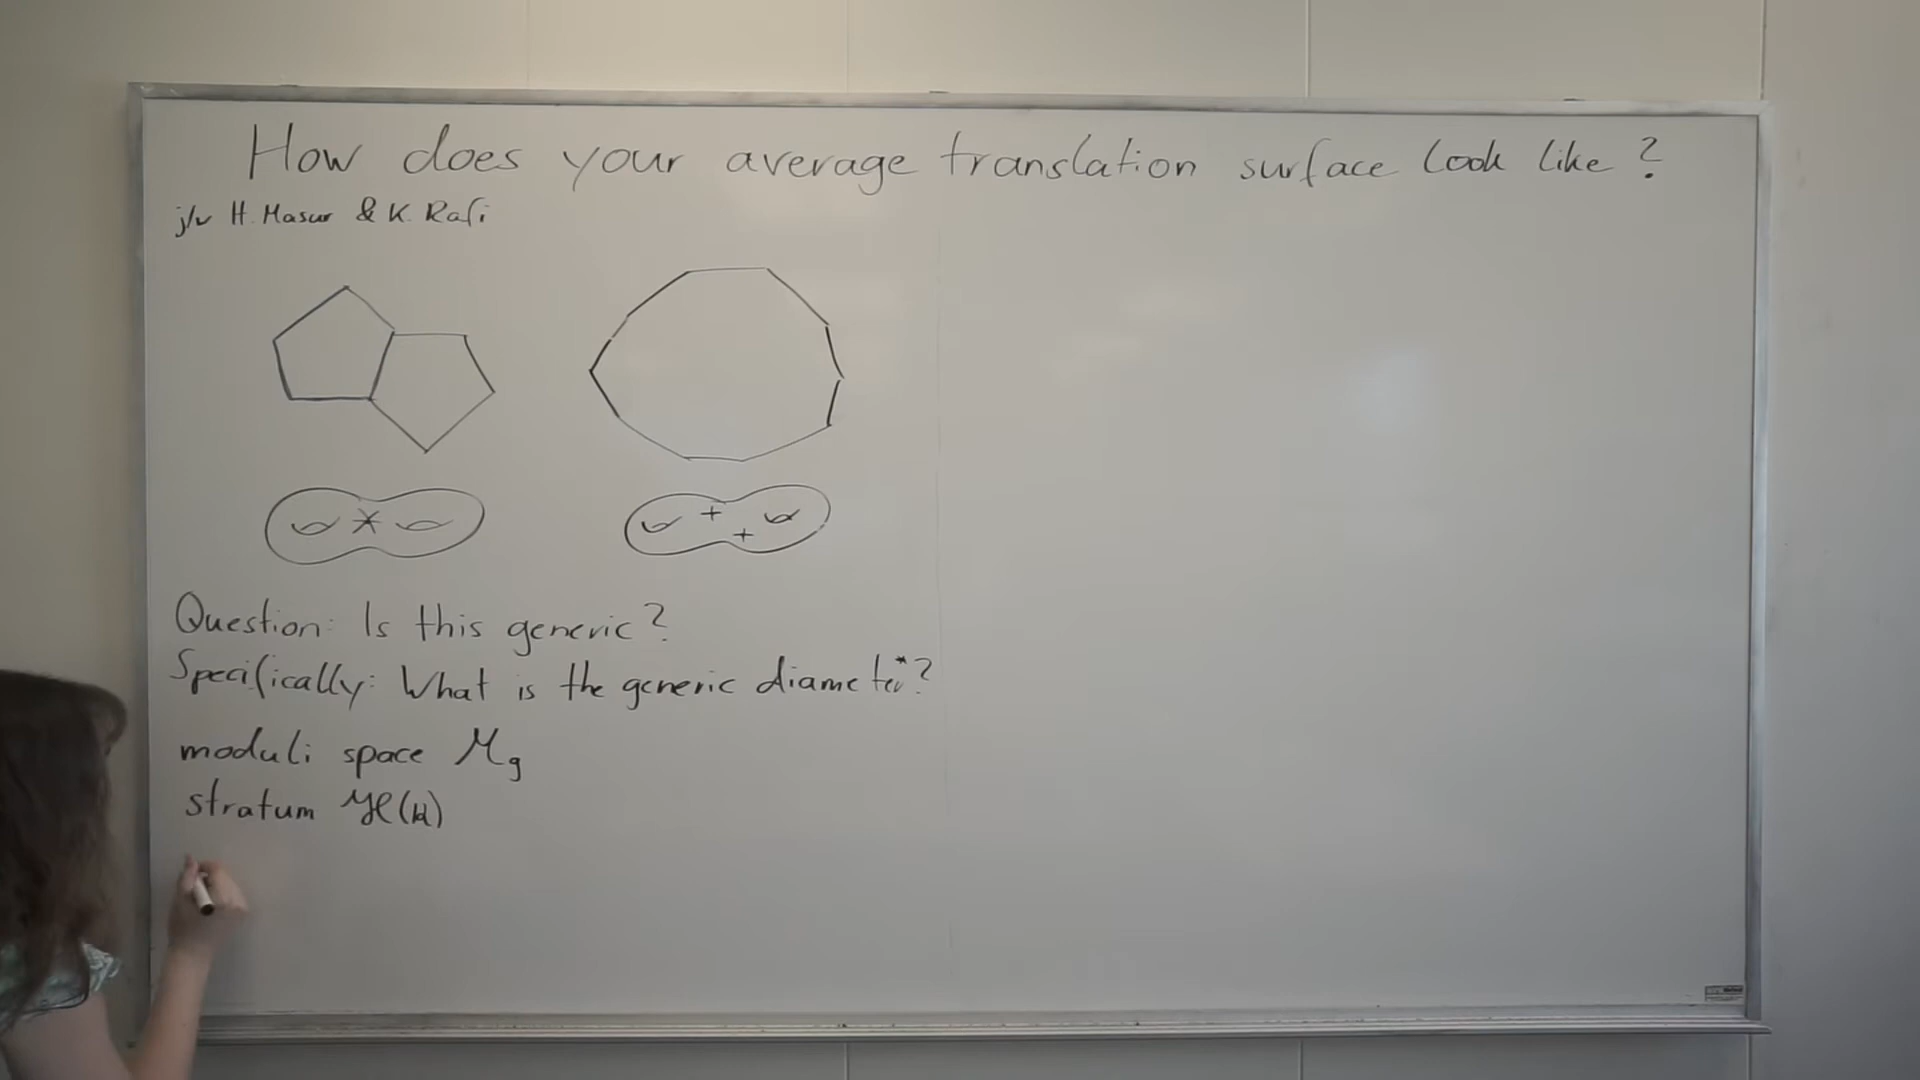 How does your average translation surface look like?
j/w H. Masur & K. Rafi
Question: Is this generic?
Specifically: What is the generic diameter*?
moduli space ℳg
stratum ℋ(k)